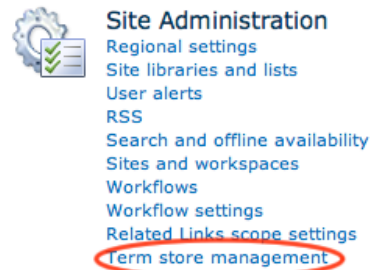 Site Administration
Regional settings
Site libraries and lists
User alerts
RSS
Search and offline availability
Sites and workspaces
Workflows
Workflow settings
Related Links scope settings
Term store management